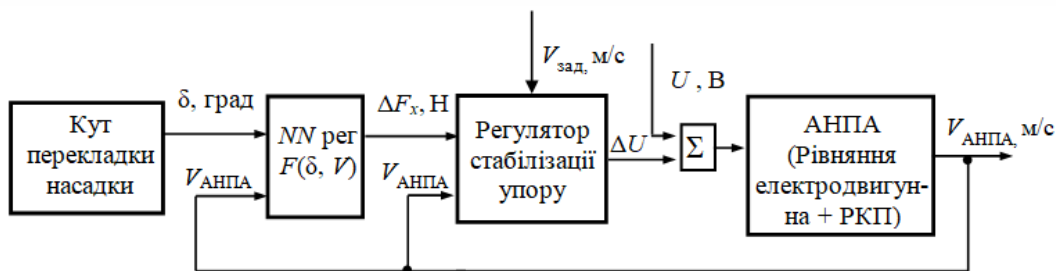 Кут
перекладки
насадки
δ, град
V_АНПА
NN рег
F(δ, V)
ΔFₓ, Н
V_АНПА
V_зад, м/с
Регулятор
стабілізації
упору
ΔU
U , В
Σ
АНПА
(Рівняння
електродвигун-
на + РКП)
V_АНПА, м/с